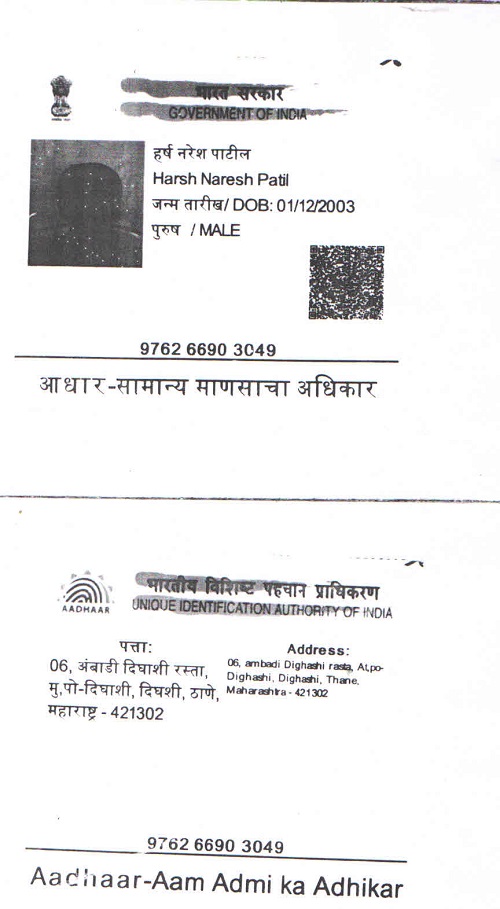 भारत सरकार
GOVERNMENT OF INDIA
हर्ष नरेश पाटील
Harsh Naresh Patil
जन्म तारीख/ DOB: 01/12/2003
पुरुष / MALE
9762 6690 3049
आधार-सामान्य माणसाचा अधिकार
AADHAAR
भारतीय विशिष्ट पहचान प्राधिकरण
UNIQUE IDENTIFICATION AUTHORITY OF INDIA
पत्ता:
06, अंबाडी दिघाशी रस्ता,
मु,पो-दिघाशी, दिघशी, ठाणे,
महाराष्ट्र - 421302
Address:
06, ambadi Dighashi rasta, At,po-
Dighashi, Dighashi, Thane,
Maharashtra - 421302
9762 6690 3049
Aadhaar-Aam Admi ka Adhikar